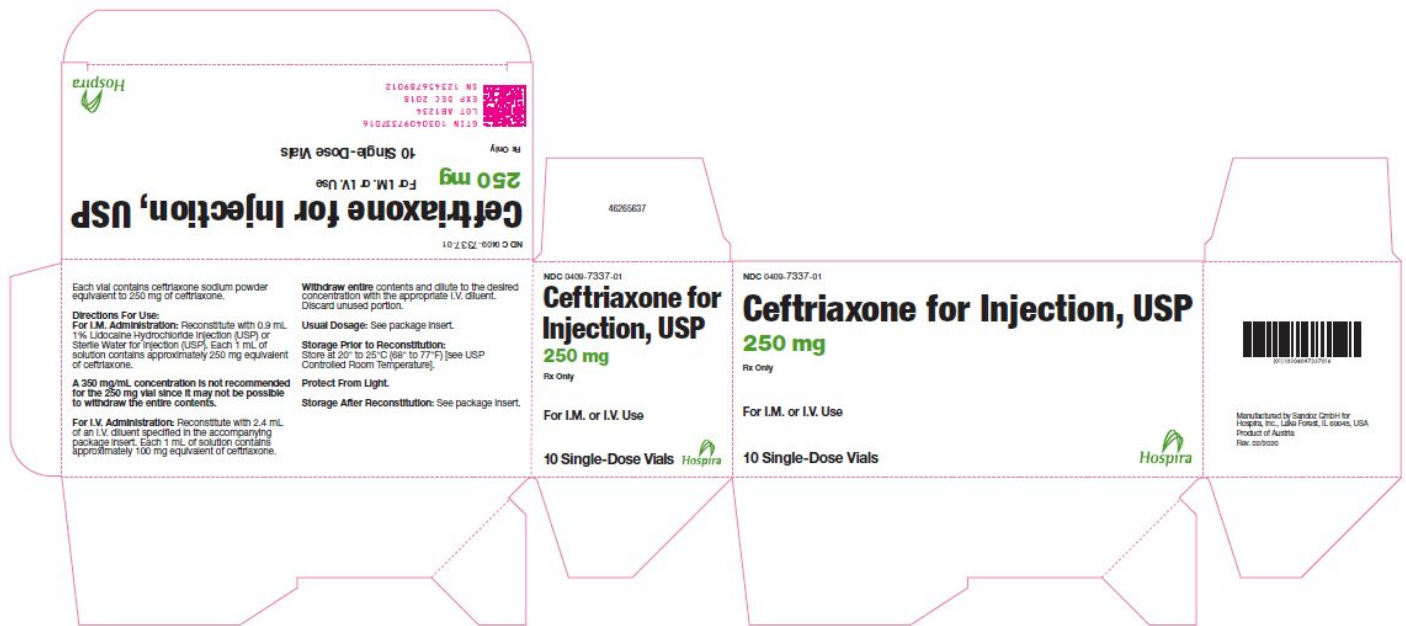 Hospira
GTIN 10304097337016
LOT AB1234
EXP DEC 2018
SN 123456789012
Rx Only
10 Single-Dose Vials
250 mg For I.M. or I.V. Use
Ceftriaxone for Injection, USP
NDC 0409-7337-01
Each vial contains ceftriaxone sodium powder
equivalent to 250 mg of ceftriaxone.
Directions For Use:
For I.M. Administration: Reconstitute with 0.9 mL
1% Lidocaine Hydrochloride Injection (USP) or
Sterile Water for Injection (USP). Each 1 mL of
solution contains approximately 250 mg equivalent
of ceftriaxone.
A 350 mg/mL concentration is not recommended
for the 250 mg vial since it may not be possible
to withdraw the entire contents.
For I.V. Administration: Reconstitute with 2.4 mL
of an I.V. diluent specified in the accompanying
package insert. Each 1 mL of solution contains
approximately 100 mg equivalent of ceftriaxone.
Withdraw entire contents and dilute to the desired
concentration with the appropriate I.V. diluent.
Discard unused portion.
Usual Dosage: See package insert.
Storage Prior to Reconstitution:
Store at 20° to 25°C (68° to 77°F) [see USP
Controlled Room Temperature].
Protect From Light.
Storage After Reconstitution: See package insert.
46265637
NDC 0409-7337-01
Ceftriaxone for
Injection, USP
250 mg
Rx Only
For I.M. or I.V. Use
10 Single-Dose Vials Hospira
NDC 0409-7337-01
Ceftriaxone for Injection, USP
250 mg
Rx Only
For I.M. or I.V. Use
10 Single-Dose Vials
Hospira
(01)10304097337016
Manufactured by Sandoz GmbH for
Hospira, Inc., Lake Forest, IL 60045, USA
Product of Austria
Rev. 02/2020